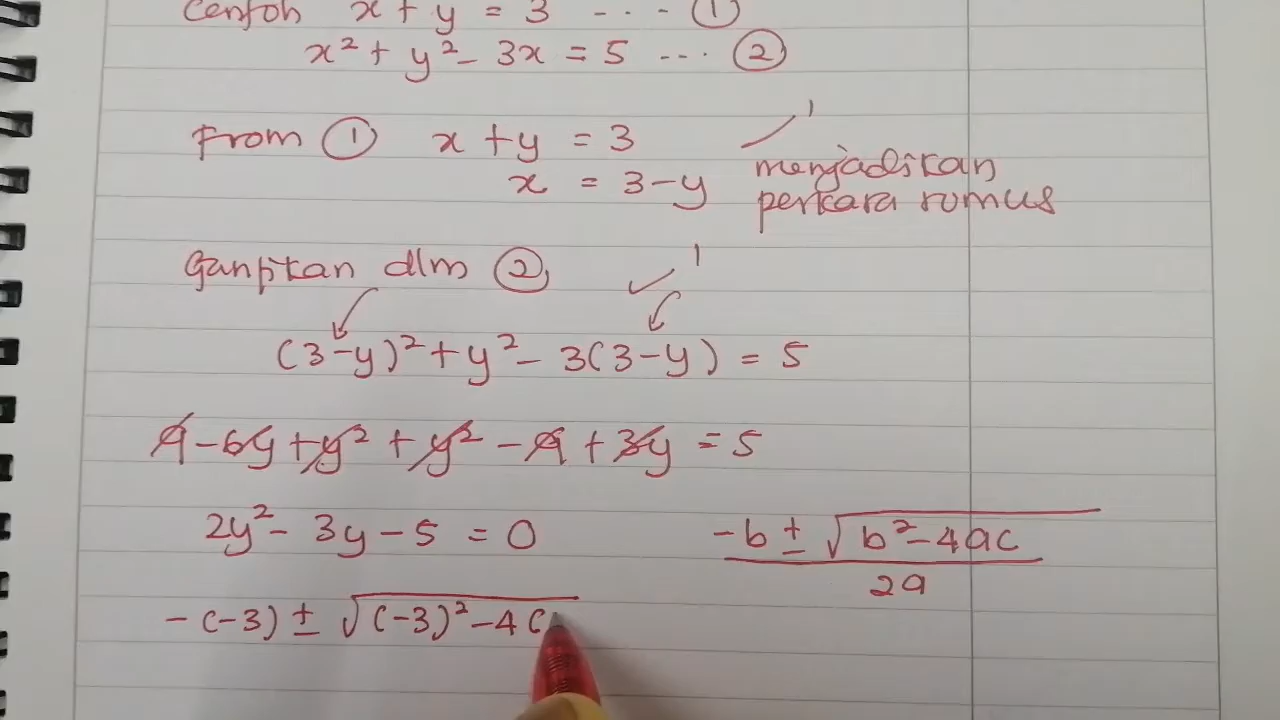 Contoh x + y = 3 --- ①
x² + y² - 3x = 5 --- ②
From ① x + y = 3 / 1
x = 3 - y menjadikan
perkara rumus
Gantikan dlm ② ✓ 1
(3-y)² + y² - 3(3-y) = 5
9 - 6y + y² + y² - 9 + 3y = 5
2y² - 3y - 5 = 0
-b ± √b² - 4ac
2a
-(-3) ± √(-3)² - 4(